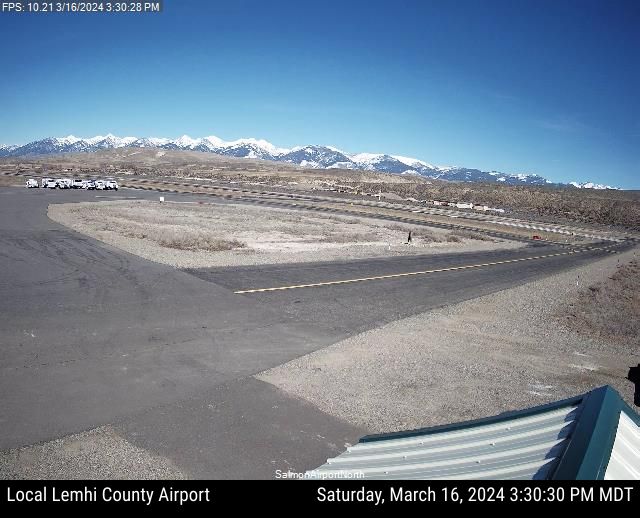 FPS: 10.21 3/16/2024 3:30:28 PM
SalmonAirportNorth
Local Lemhi County Airport
Saturday, March 16, 2024 3:30:30 PM MDT